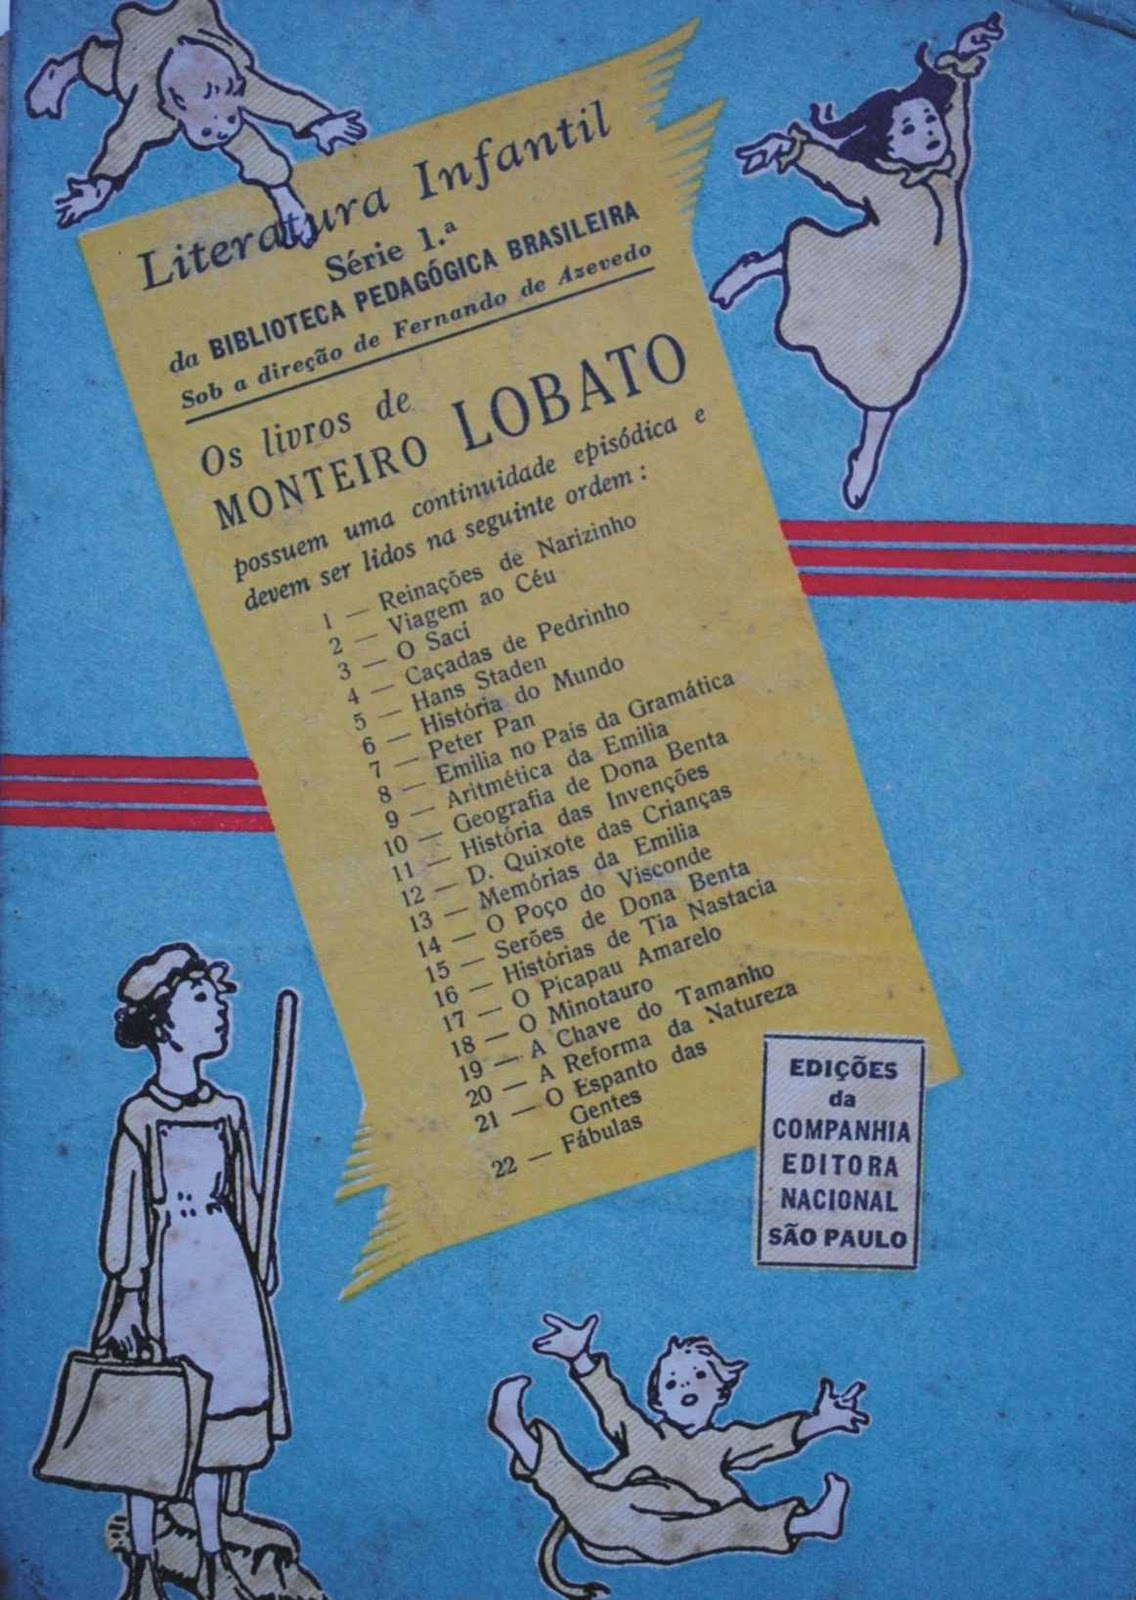 Literatura Infantil
Série 1.ª
da BIBLIOTECA PEDAGÓGICA BRASILEIRA
Sob a direção de Fernando de Azevedo
Os livros de
MONTEIRO LOBATO
possuem uma continuidade episódica e
devem ser lidos na seguinte ordem :
1 — Reinações de Narizinho
2 — Viagem ao Céu
3 — O Saci
4 — Caçadas de Pedrinho
5 — Hans Staden
6 — História do Mundo
7 — Peter Pan
8 — Emilia no País da Gramática
9 — Aritmética da Emilia
10 — Geografia de Dona Benta
11 — História das Invenções
12 — D. Quixote das Crianças
13 — Memórias da Emilia
14 — O Poço do Visconde
15 — Serões de Dona Benta
16 — Histórias de Tia Nastacia
17 — O Picapau Amarelo
18 — O Minotauro
19 — A Chave do Tamanho
20 — A Reforma da Natureza
21 — O Espanto das
Gentes
22 — Fábulas
EDIÇÕES
da
COMPANHIA
EDITORA
NACIONAL
SÃO PAULO